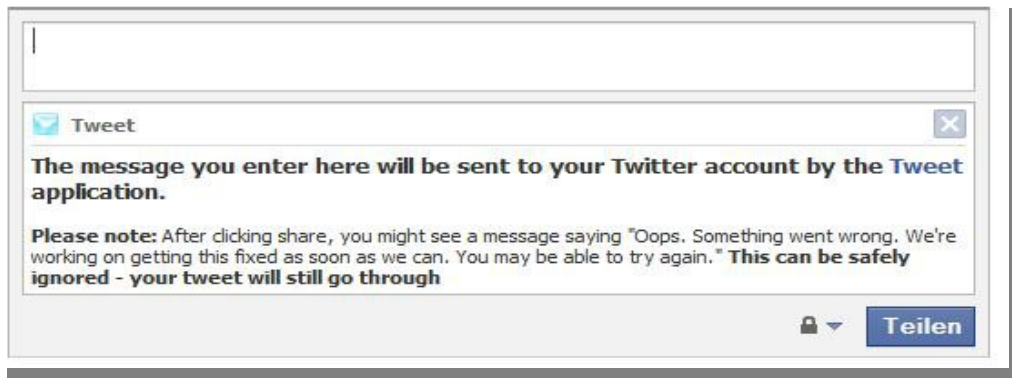 Tweet
The message you enter here will be sent to your Twitter account by the Tweet
application.
Please note: After clicking share, you might see a message saying "Oops. Something went wrong. We're
working on getting this fixed as soon as we can. You may be able to try again." This can be safely
ignored - your tweet will still go through
Teilen